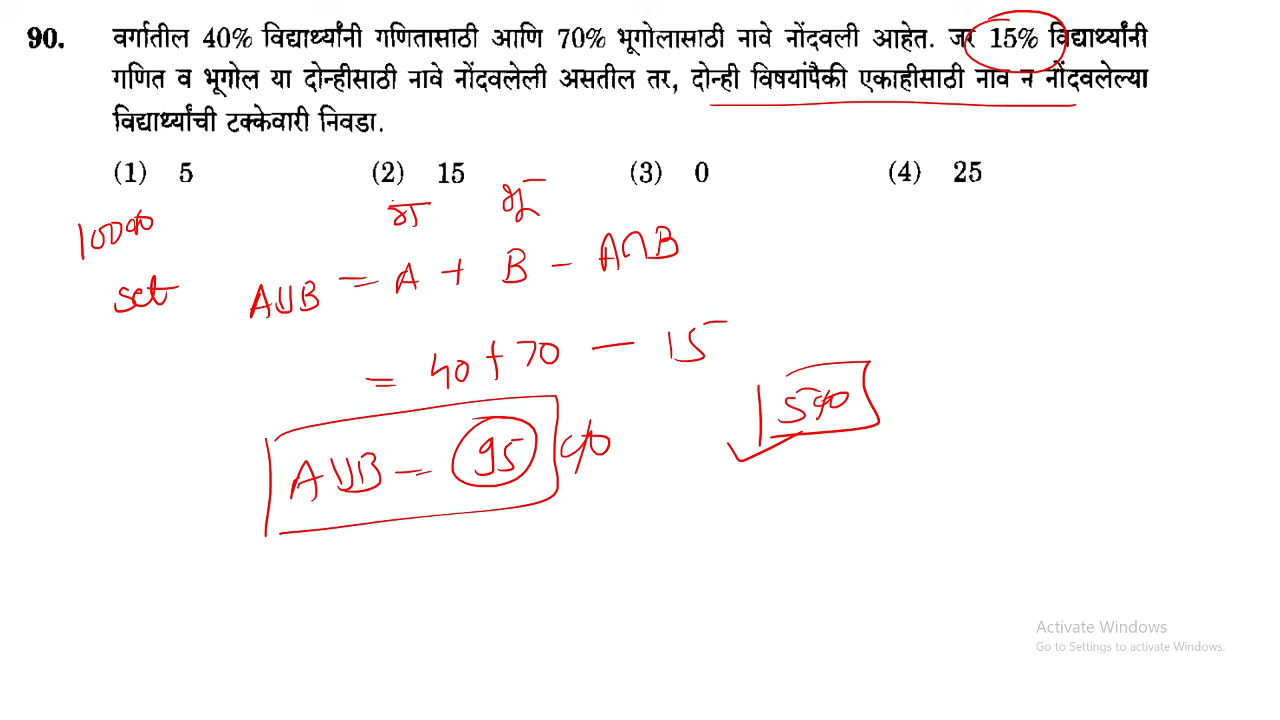 90. वर्गातील 40% विद्यार्थ्यांनी गणितासाठी आणि 70% भूगोलासाठी नावे नोंदवली आहेत. जर 15% विद्यार्थ्यांनी
गणित व भूगोल या दोन्हीसाठी नावे नोंदवलेली असतील तर, दोन्ही विषयांपैकी एकाहीसाठी नाव न नोंदवलेल्या
विद्यार्थ्यांची टक्केवारी निवडा.
(1) 5 (2) 15 (3) 0 (4) 25
100% ग भू
set A∪B = A + B - A∩B
= 40 + 70 - 15
5%
A∪B = 95 %
Activate Windows
Go to Settings to activate Windows.